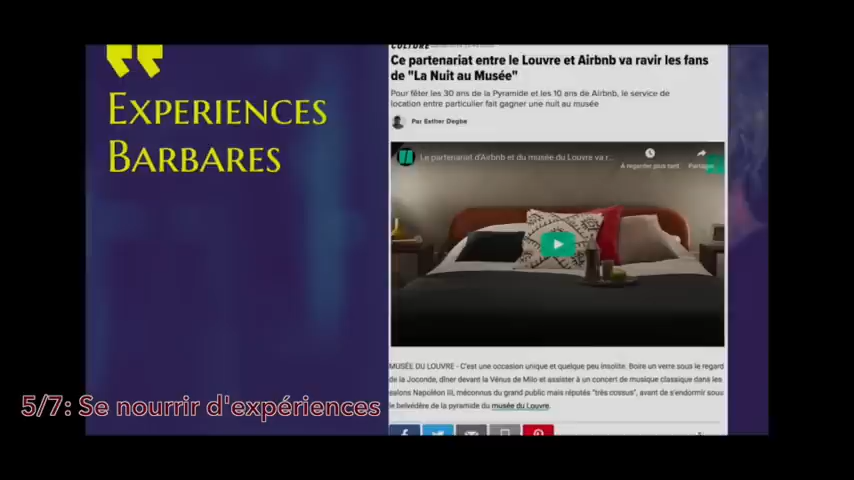 EXPERIENCES
BARBARES
CULTURE
Ce partenariat entre le Louvre et Airbnb va ravir les fans
de "La Nuit au Musée"
Pour fêter les 30 ans de la Pyramide et les 10 ans de Airbnb, le service de
location entre particulier fait gagner une nuit au musée
Par Esther Degbe
Le partenariat d'Airbnb et du musée du Louvre va r...
À regarder plus tard
Partager
MUSÉE DU LOUVRE - C'est une occasion unique et quelque peu insolite. Boire un verre sous le regard
de la Joconde, dîner devant la Vénus de Milo et assister à un concert de musique classique dans les
salons Napoléon III, méconnus du grand public mais réputés "très cossus", avant de s'endormir sous
le belvédère de la pyramide du musée du Louvre.
5/7: Se nourrir d'expériences